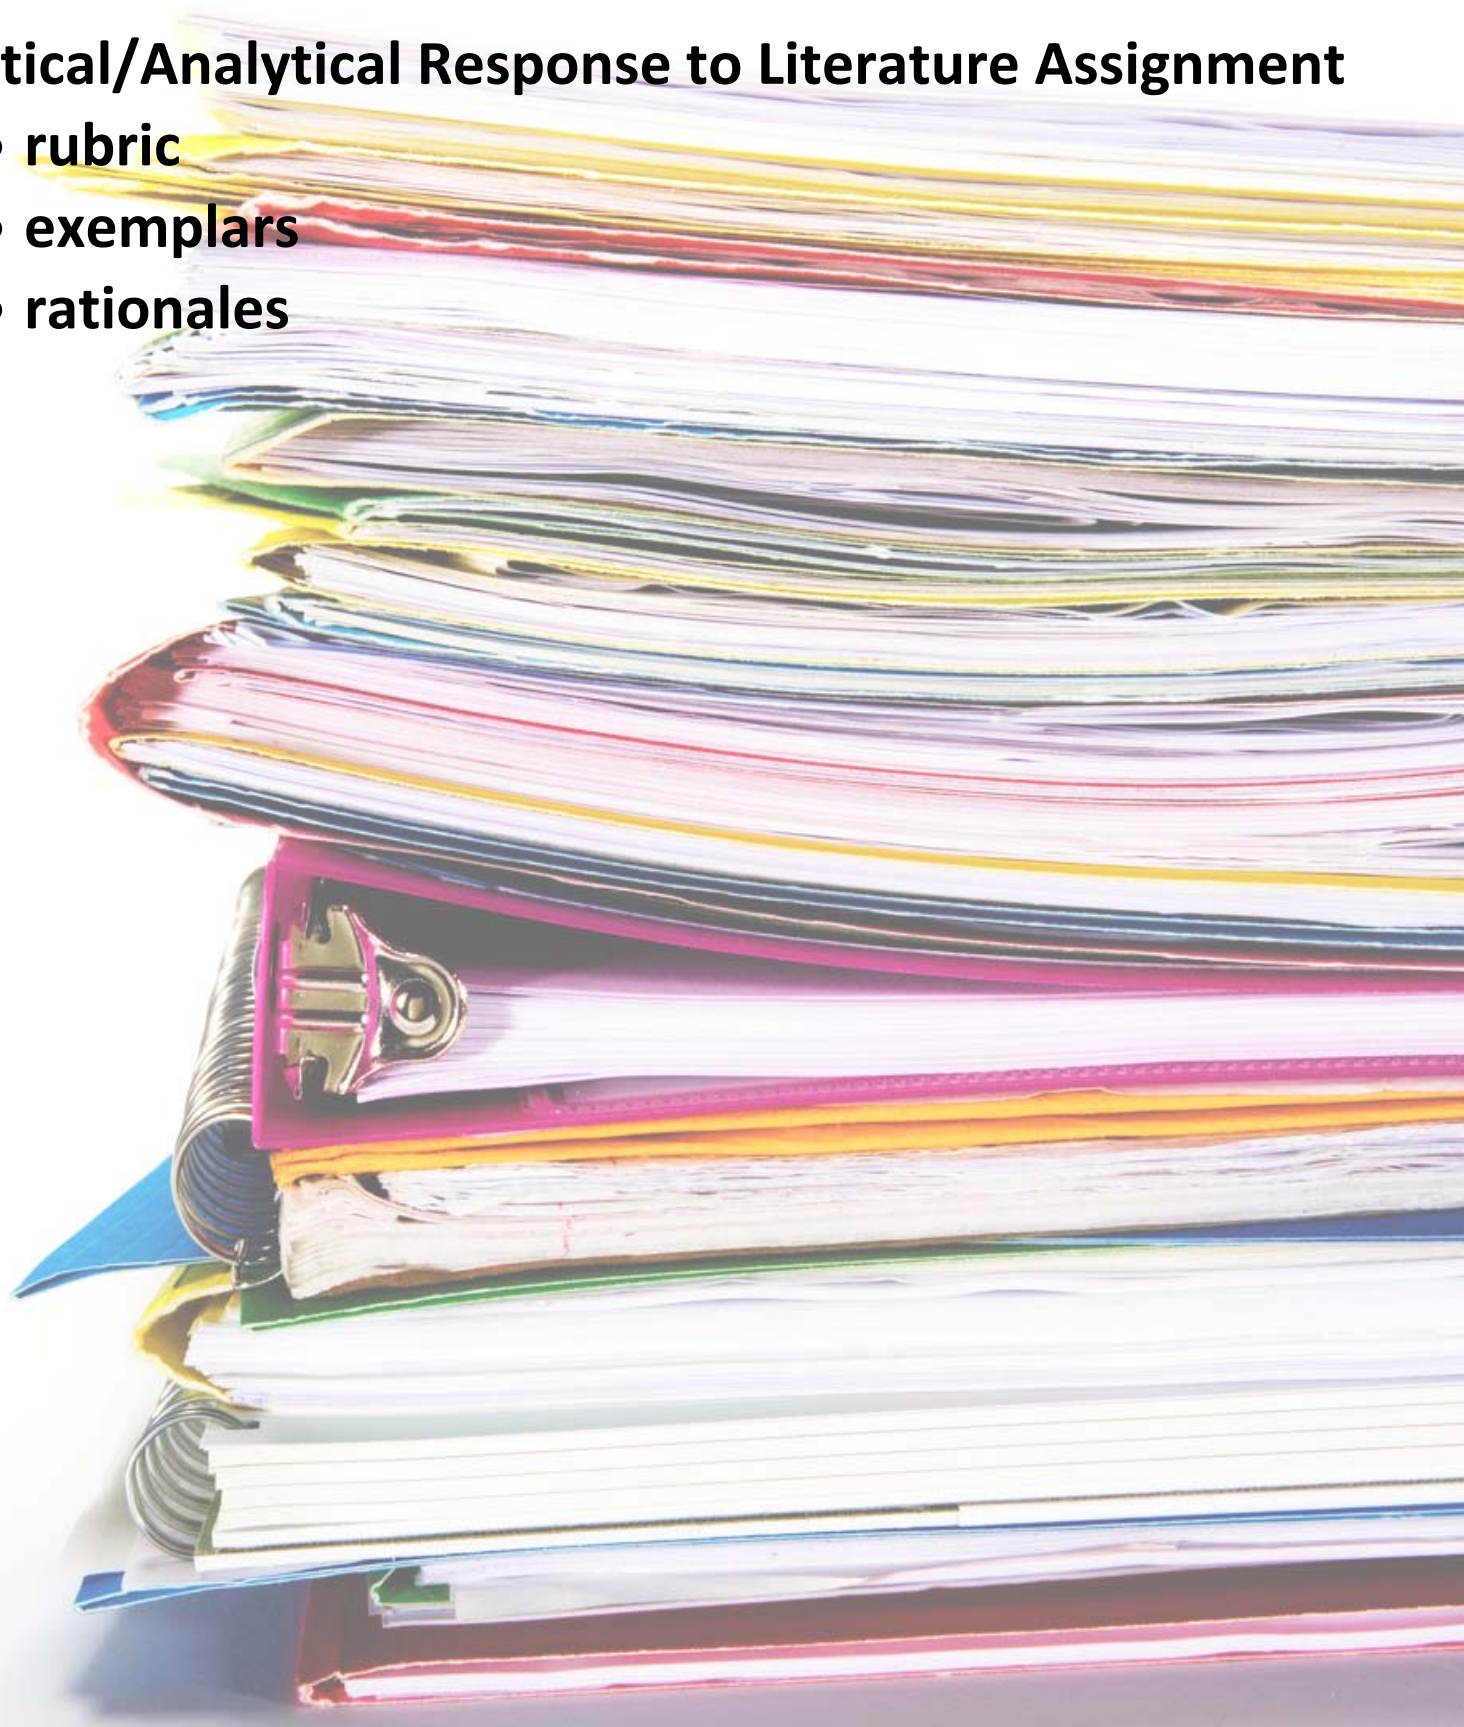 tical/Analytical Response to Literature Assignment
• rubric
• exemplars
• rationales